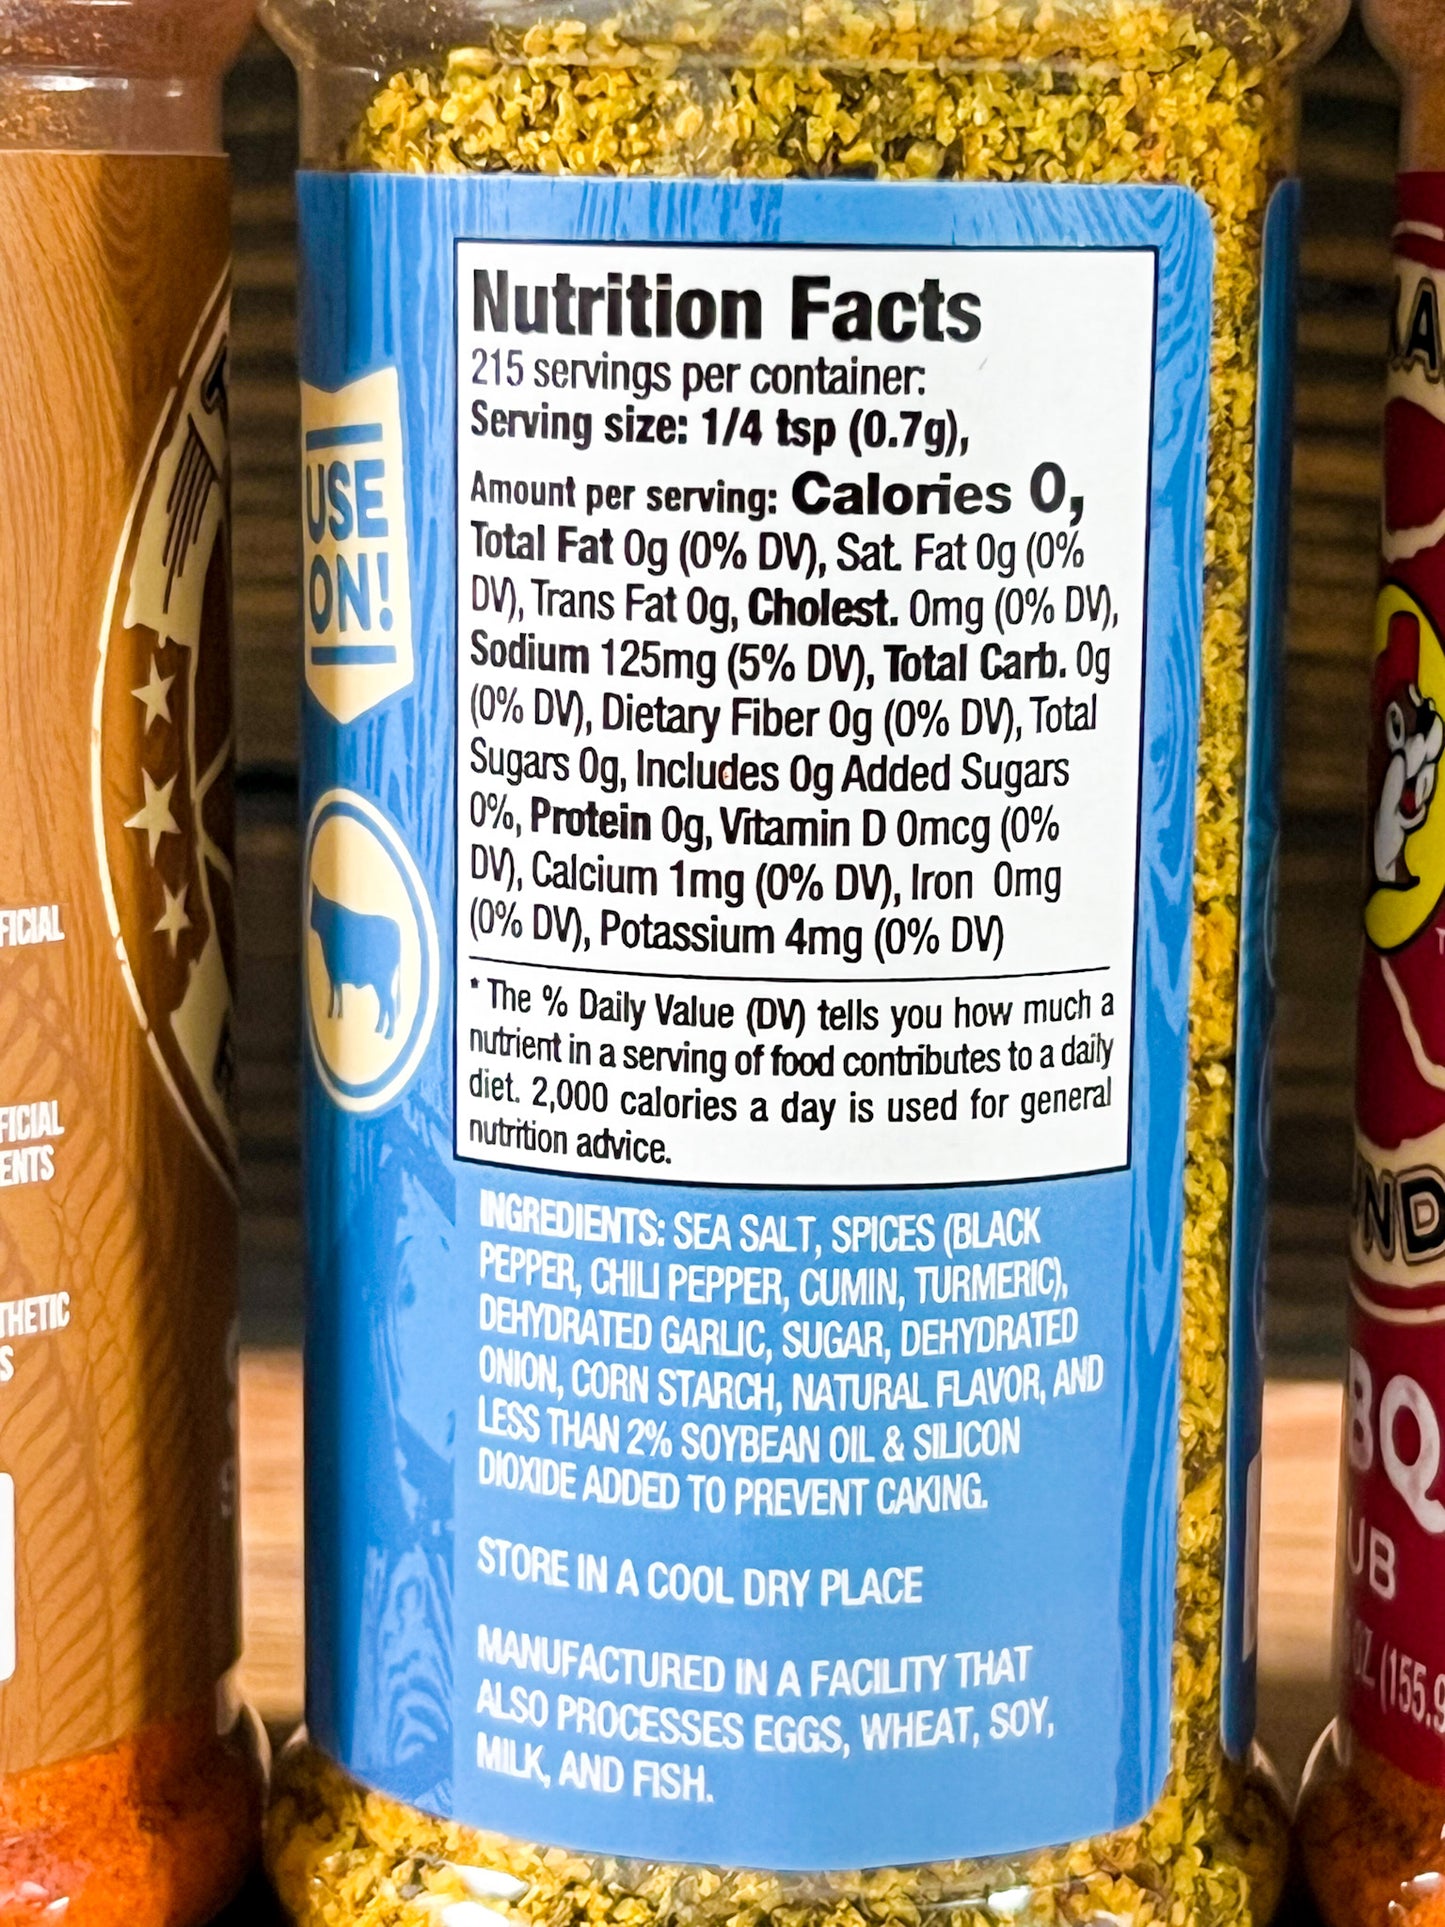 Nutrition Facts
215 servings per container:
Serving size: 1/4 tsp (0.7g),
Amount per serving: Calories 0,
Total Fat 0g (0% DV), Sat. Fat 0g (0%
DV), Trans Fat 0g, Cholest. 0mg (0% DV),
Sodium 125mg (5% DV), Total Carb. 0g
(0% DV), Dietary Fiber 0g (0% DV), Total
Sugars 0g, Includes 0g Added Sugars
0%, Protein 0g, Vitamin D 0mcg (0%
DV), Calcium 1mg (0% DV), Iron 0mg
(0% DV), Potassium 4mg (0% DV)
* The % Daily Value (DV) tells you how much a
nutrient in a serving of food contributes to a daily
diet. 2,000 calories a day is used for general
nutrition advice.
INGREDIENTS: SEA SALT, SPICES (BLACK
PEPPER, CHILI PEPPER, CUMIN, TURMERIC),
DEHYDRATED GARLIC, SUGAR, DEHYDRATED
ONION, CORN STARCH, NATURAL FLAVOR, AND
LESS THAN 2% SOYBEAN OIL & SILICON
DIOXIDE ADDED TO PREVENT CAKING.
STORE IN A COOL DRY PLACE
MANUFACTURED IN A FACILITY THAT
ALSO PROCESSES EGGS, WHEAT, SOY,
MILK, AND FISH.
USE
ON!
FICIAL
FICIAL
ENTS
THETIC
S
BQ
UB
OZ (155.9